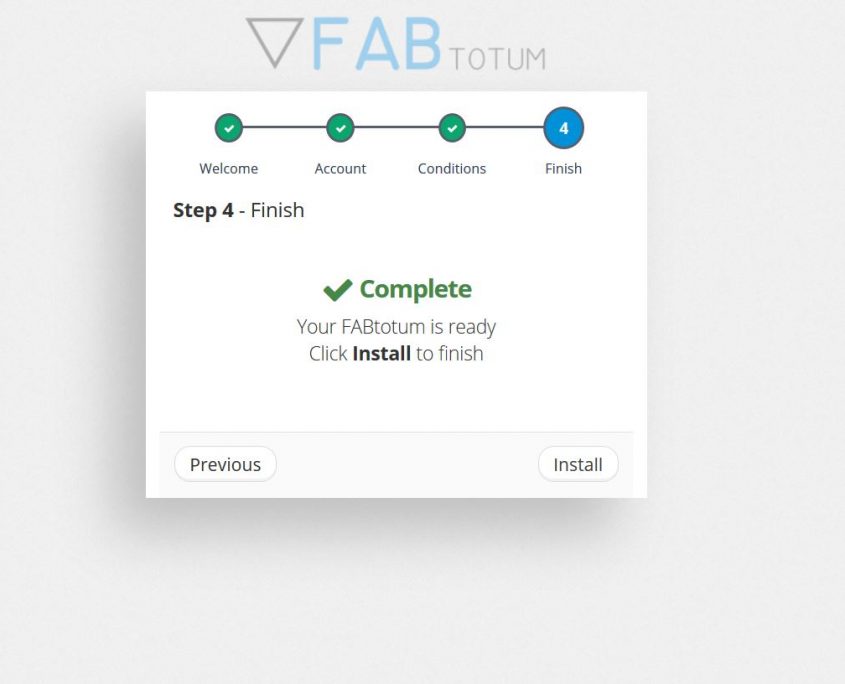 FAB TOTUM
4
Welcome Account Conditions Finish
Step 4 - Finish
Complete
Your FABtotum is ready
Click Install to finish
Previous Install